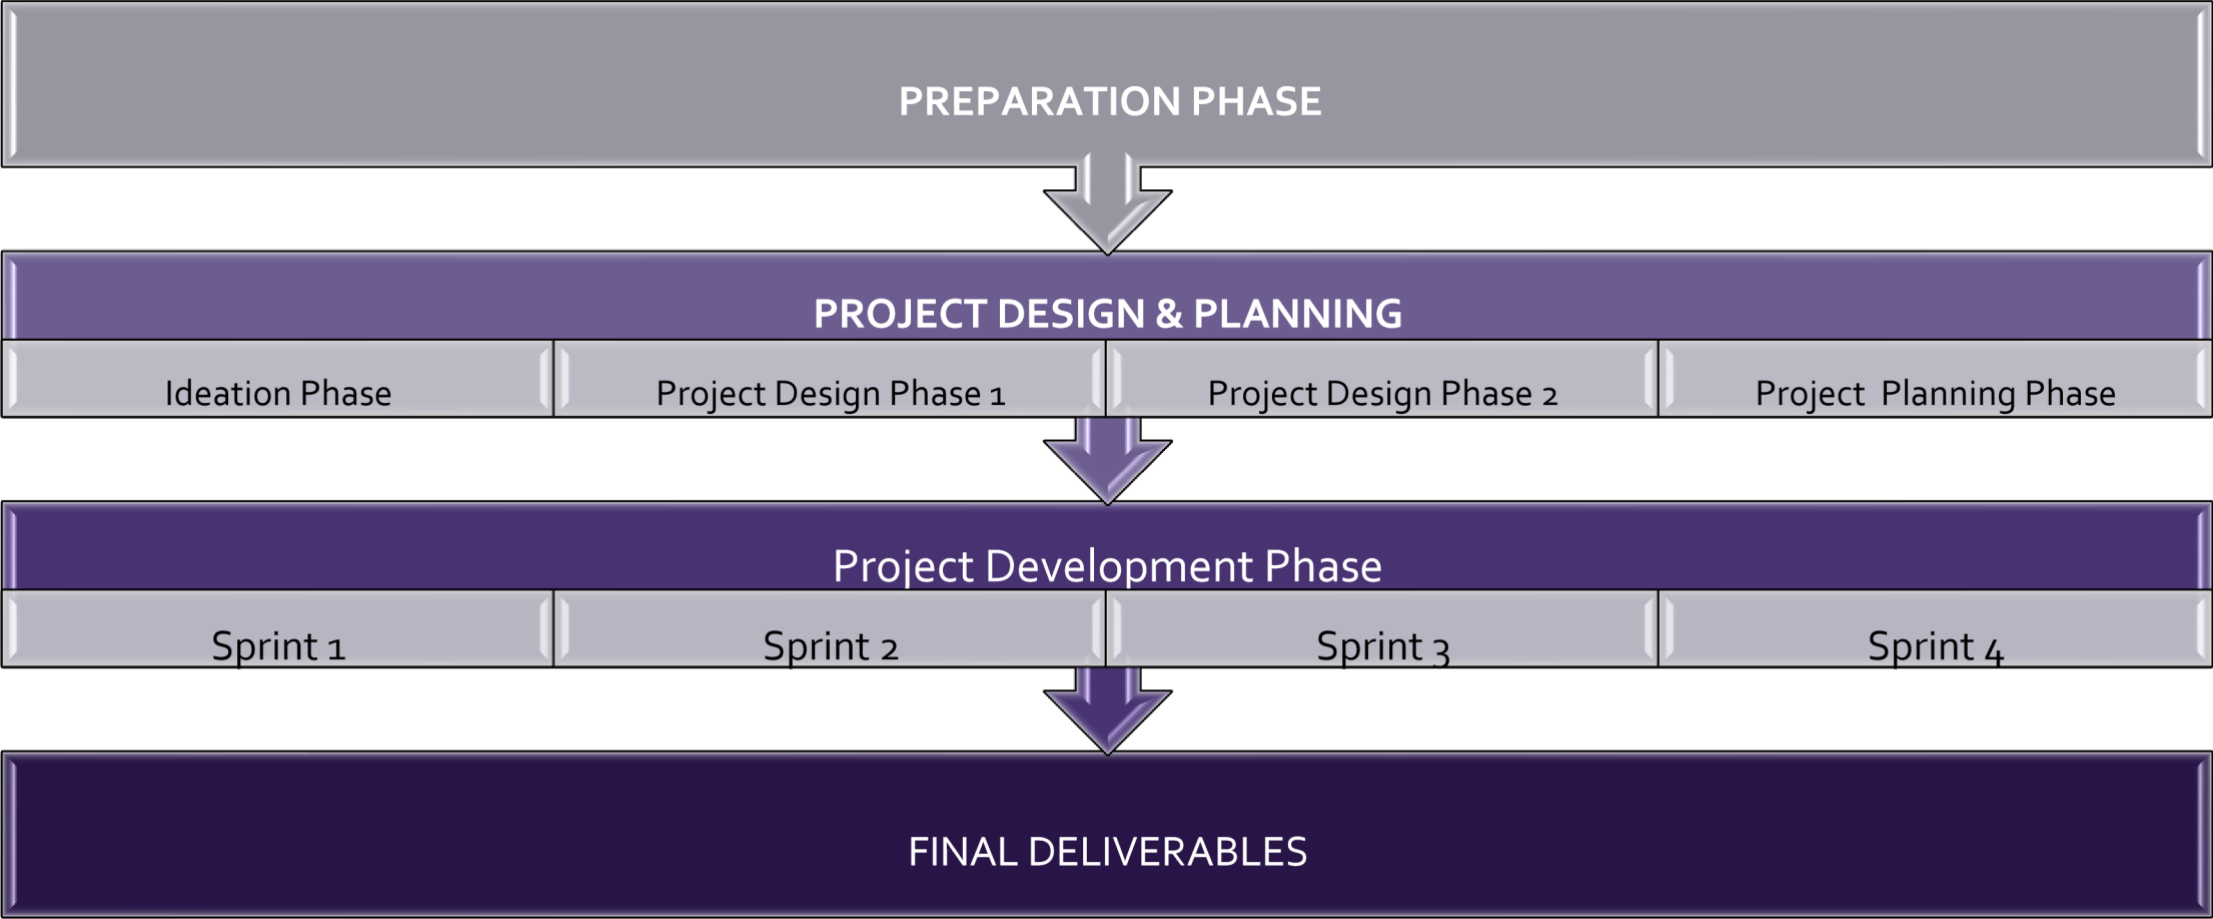 PREPARATION PHASE
PROJECT DESIGN & PLANNING
Ideation Phase
Project Design Phase 1
Project Design Phase 2
Project  Planning Phase
Project Development Phase
Sprint 1
Sprint 2
Sprint 3
Sprint 4
FINAL DELIVERABLES